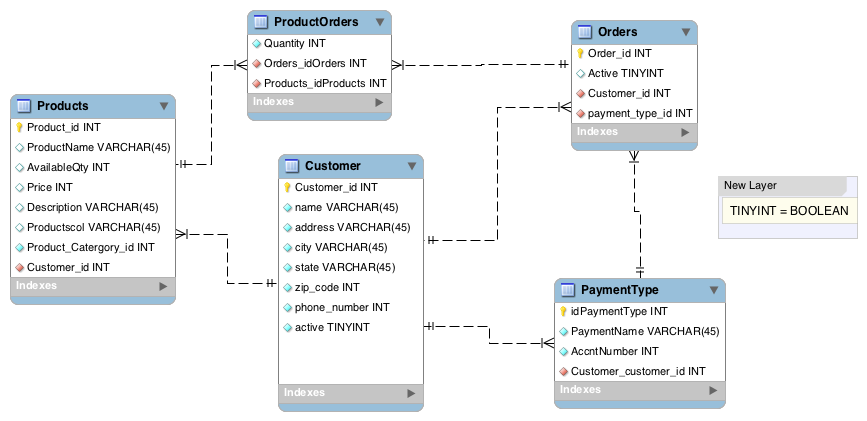 ProductOrders
Quantity INT
Orders_idOrders INT
Products_idProducts INT
Indexes
Orders
Order_id INT
Active TINYINT
Customer_id INT
payment_type_id INT
Indexes
Products
Product_id INT
ProductName VARCHAR(45)
AvailableQty INT
Price INT
Description VARCHAR(45)
Productscol VARCHAR(45)
Product_Catergory_id INT
Customer_id INT
Indexes
Customer
Customer_id INT
name VARCHAR(45)
address VARCHAR(45)
city VARCHAR(45)
state VARCHAR(45)
zip_code INT
phone_number INT
active TINYINT
Indexes
New Layer
TINYINT = BOOLEAN
PaymentType
idPaymentType INT
PaymentName VARCHAR(45)
AccntNumber INT
Customer_customer_id INT
Indexes